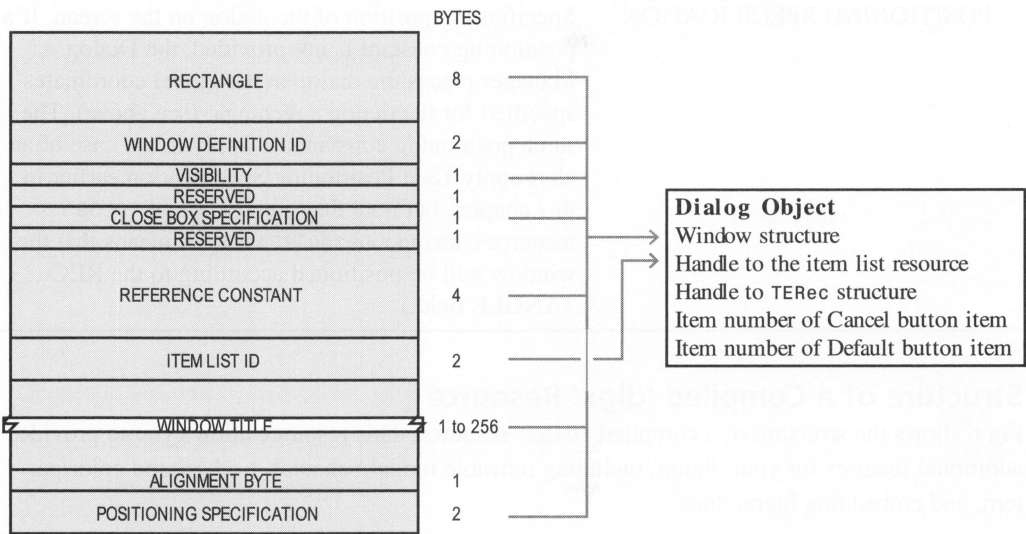 BYTES
RECTANGLE 8
WINDOW DEFINITION ID 2
VISIBILITY 1
RESERVED 1
CLOSE BOX SPECIFICATION 1
RESERVED 1
REFERENCE CONSTANT 4
ITEM LIST ID 2
WINDOW TITLE 1 to 256
ALIGNMENT BYTE 1
POSITIONING SPECIFICATION 2
Dialog Object
Window structure
Handle to the item list resource
Handle to TERec structure
Item number of Cancel button item
Item number of Default button item